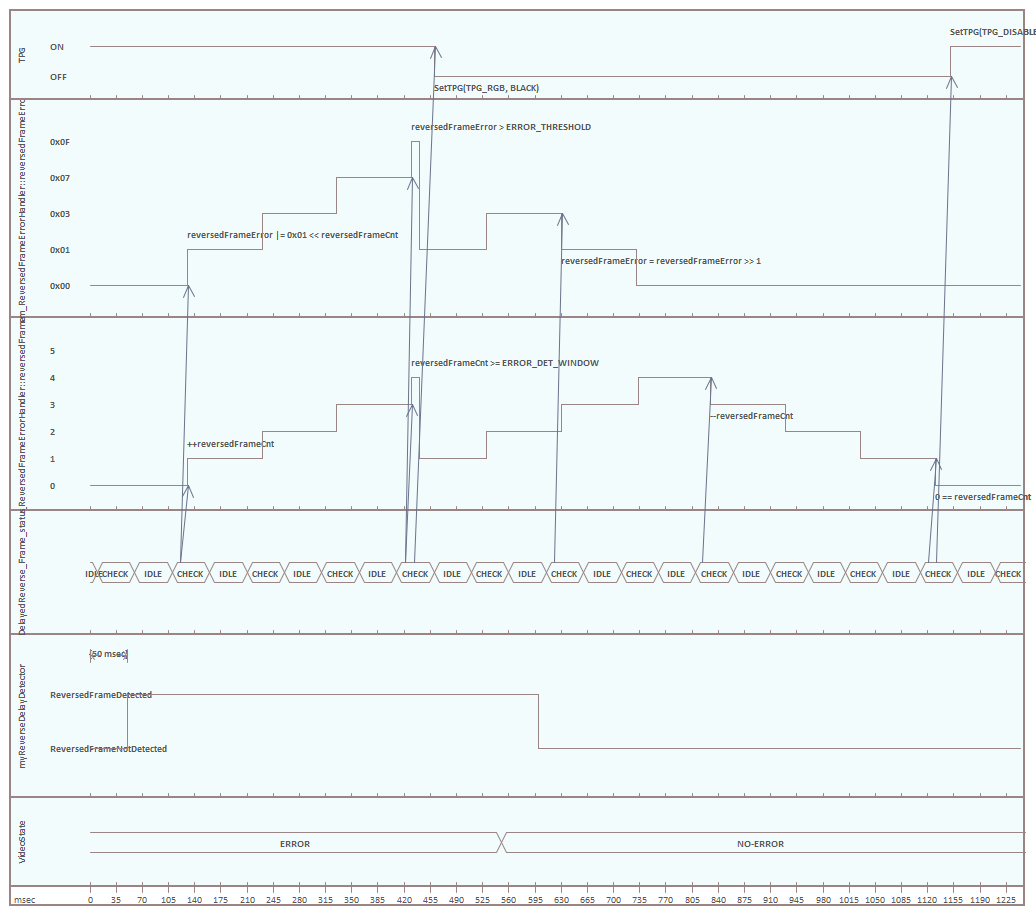 SetTPG(TPG_DISABLE
TPG
ON
OFF
SetTPG(TPG_RGB, BLACK)
m_ReversedFrameErrorHandler::reversedFrameErro
reversedFrameError > ERROR_THRESHOLD
0x0F
0x07
0x03
reversedFrameError |= 0x01 << reversedFrameCnt
0x01
reversedFrameError = reversedFrameError >> 1
0x00
ReversedFrameErrorHandler::reversedFram
5
reversedFrameCnt >= ERROR_DET_WINDOW
4
3
--reversedFrameCnt
2
++reversedFrameCnt
1
0
0 == reversedFrameCnt
DelayedReverse_Frame_status
IDLE CHECK IDLE CHECK IDLE CHECK IDLE CHECK IDLE CHECK IDLE CHECK IDLE CHECK IDLE CHECK IDLE CHECK IDLE CHECK IDLE CHECK IDLE CHECK IDLE CHECK
myReverseDelayDetector
(50 msec)
ReversedFrameDetected
ReversedFrameNotDetected
VideoState
ERROR NO-ERROR
msec 0 35 70 105 140 175 210 245 280 315 350 385 420 455 490 525 560 595 630 665 700 735 770 805 840 875 910 945 980 1015 1050 1085 1120 1155 1190 1225